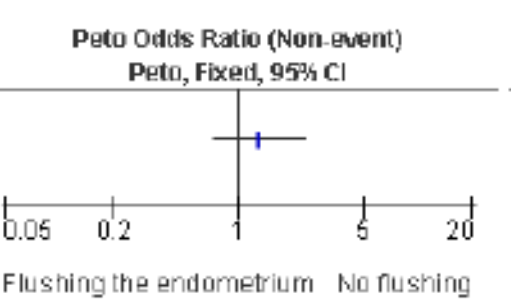 Peto Odds Ratio (Non-event)
Peto, Fixed, 95% CI
0.05 0.2 1 5 20
Flushing the endometrium No flushing